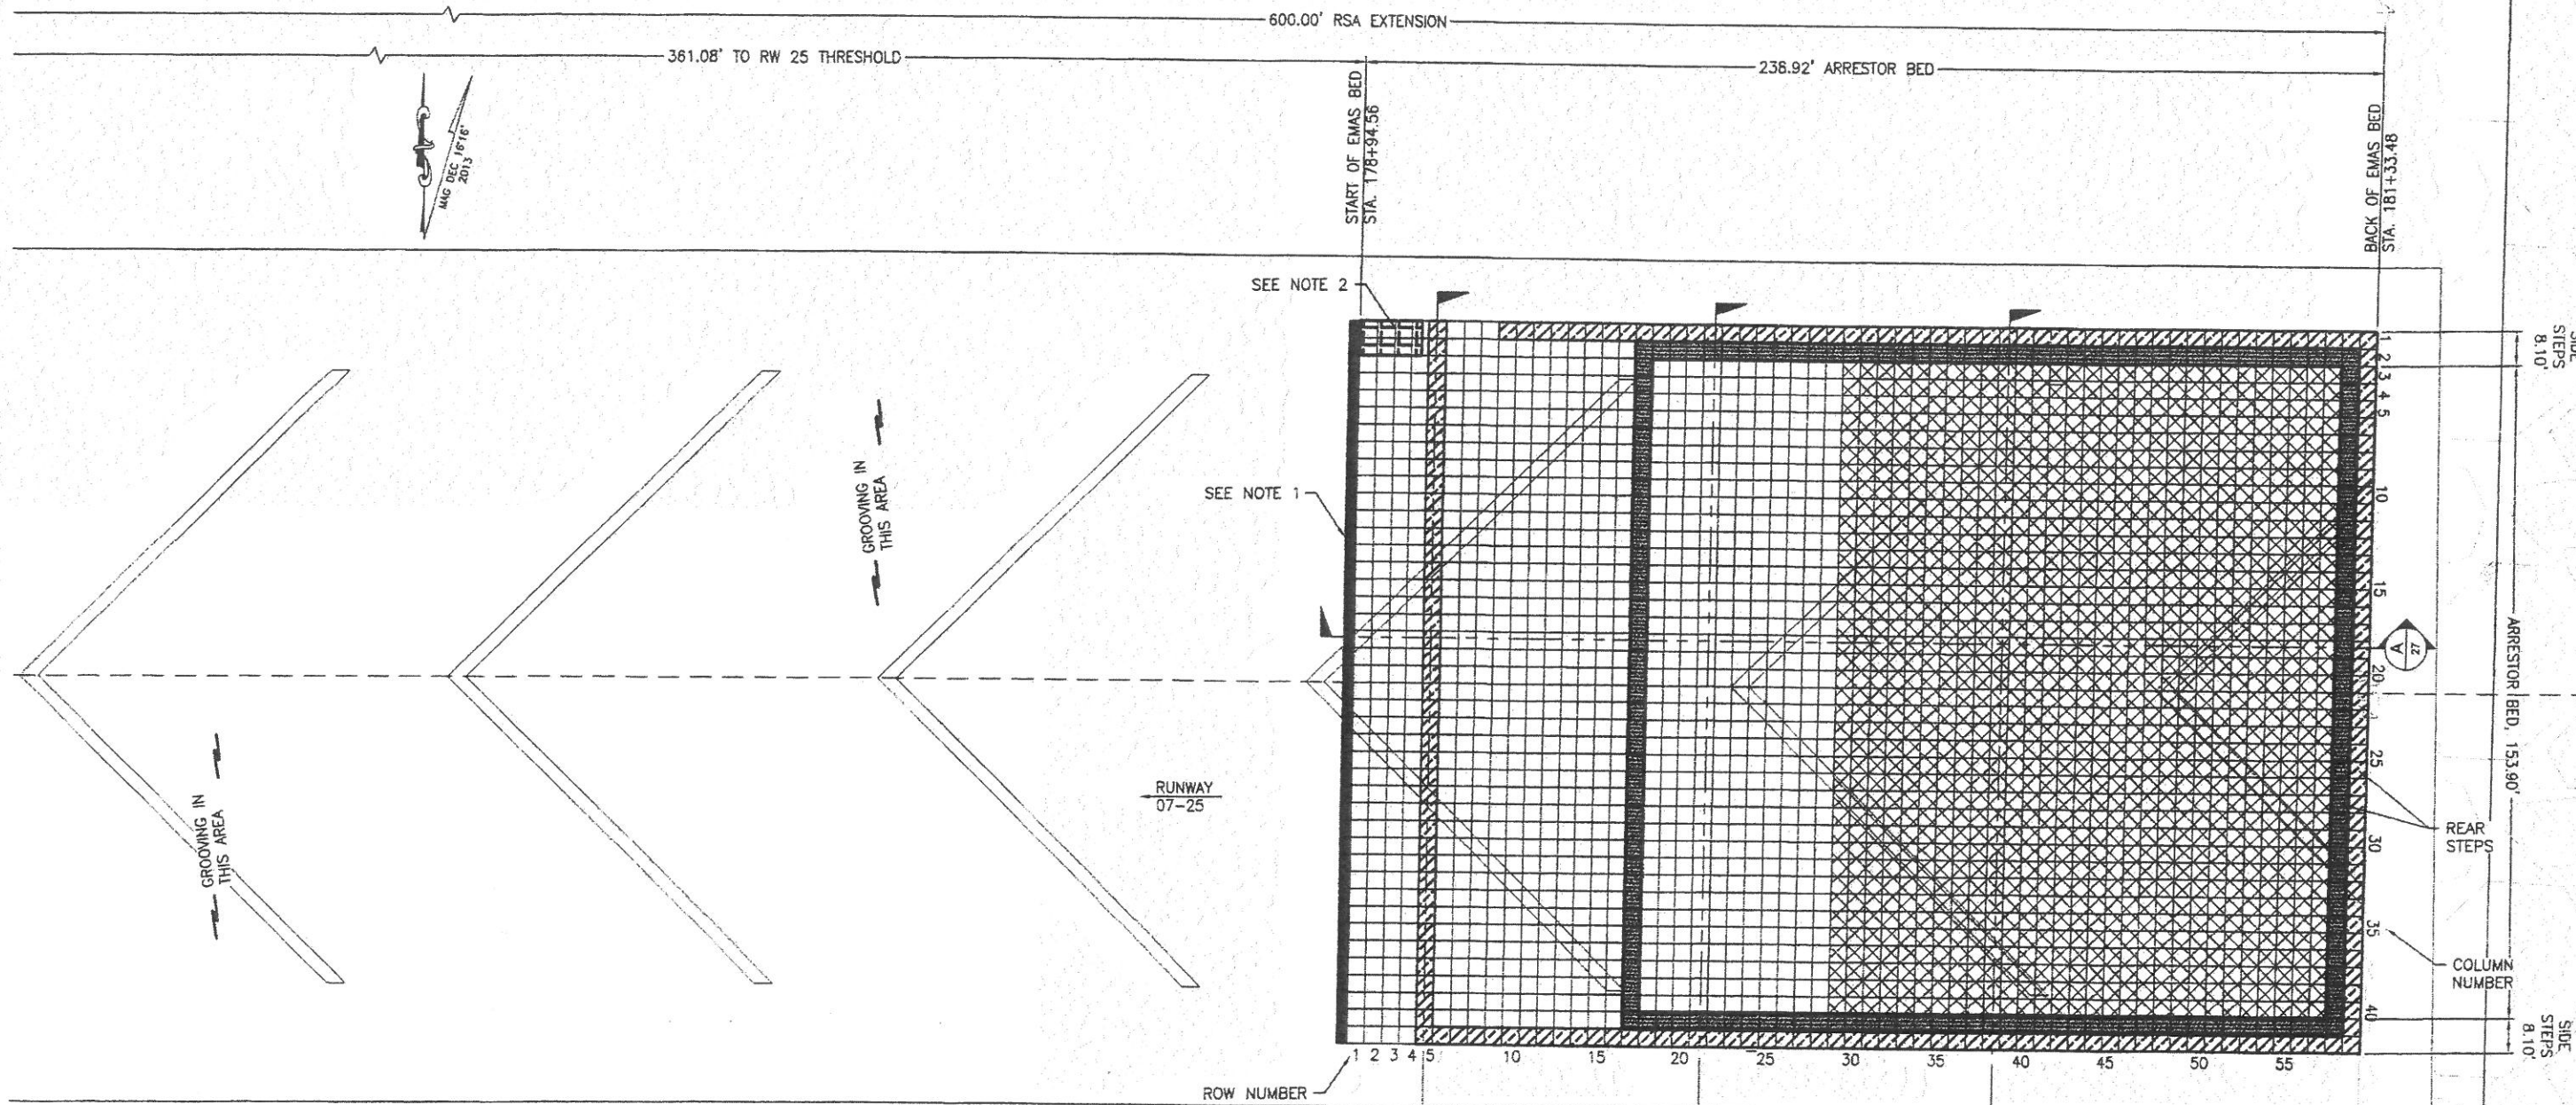 600.00' RSA EXTENSION
361.08' TO RW 25 THRESHOLD
238.92' ARRESTOR BED
MAG DEC 16°16'
2013
START OF EMAS BED
STA. 178+94.56
BACK OF EMAS BED
STA. 181+33.48
SEE NOTE 2
SIDE
STEPS
8.10'
1 2 3 4 5 10 15 20 25 30 35 40
GROOVING IN
THIS AREA
SEE NOTE 1
A
27
ARRESTOR BED, 153.90'
RUNWAY
07-25
GROOVING IN
THIS AREA
REAR
STEPS
COLUMN
NUMBER
SIDE
STEPS
8.10'
1 2 3 4 5 10 15 20 25 30 35 40 45 50 55
ROW NUMBER